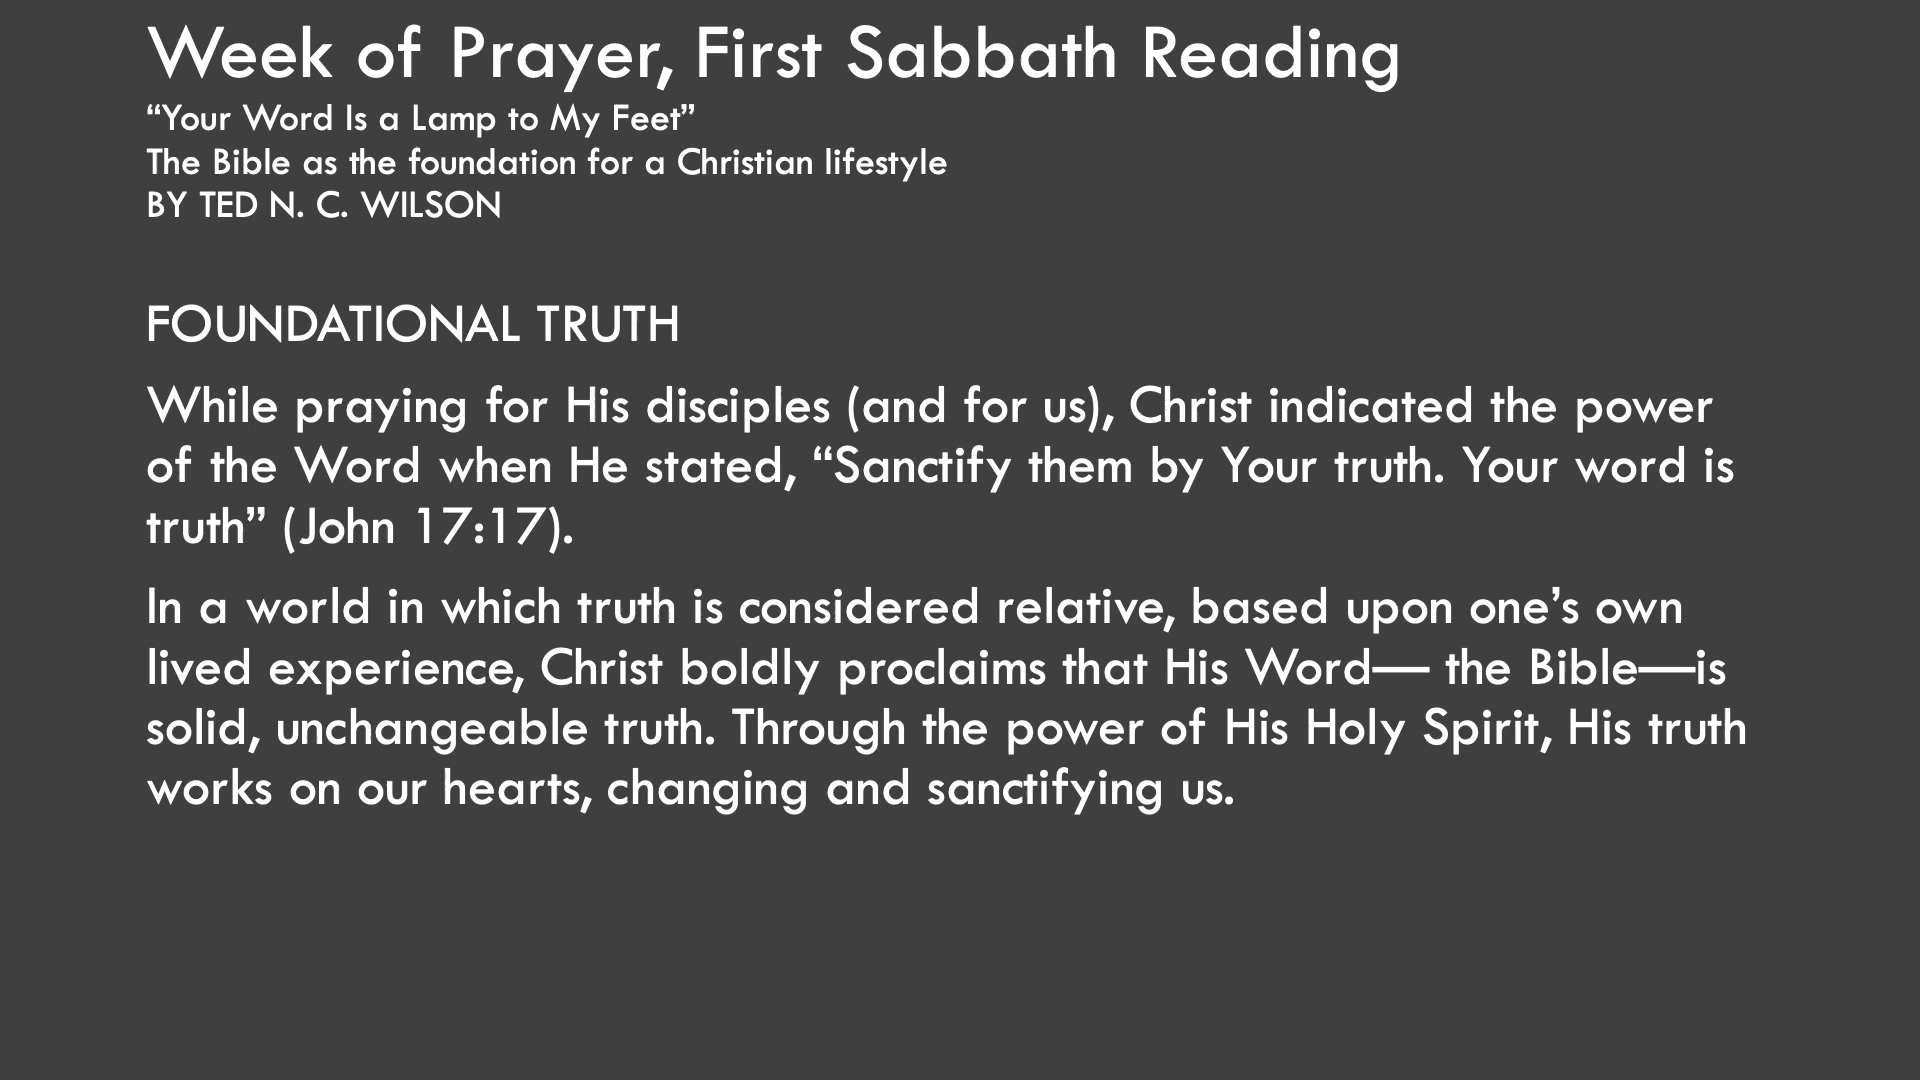 Week of Prayer, First Sabbath Reading
“Your Word Is a Lamp to My Feet”
The Bible as the foundation for a Christian lifestyle
BY TED N. C. WILSON
FOUNDATIONAL TRUTH
While praying for His disciples (and for us), Christ indicated the power
of the Word when He stated, “Sanctify them by Your truth. Your word is
truth” (John 17:17).
In a world in which truth is considered relative, based upon one’s own
lived experience, Christ boldly proclaims that His Word— the Bible—is
solid, unchangeable truth. Through the power of His Holy Spirit, His truth
works on our hearts, changing and sanctifying us.